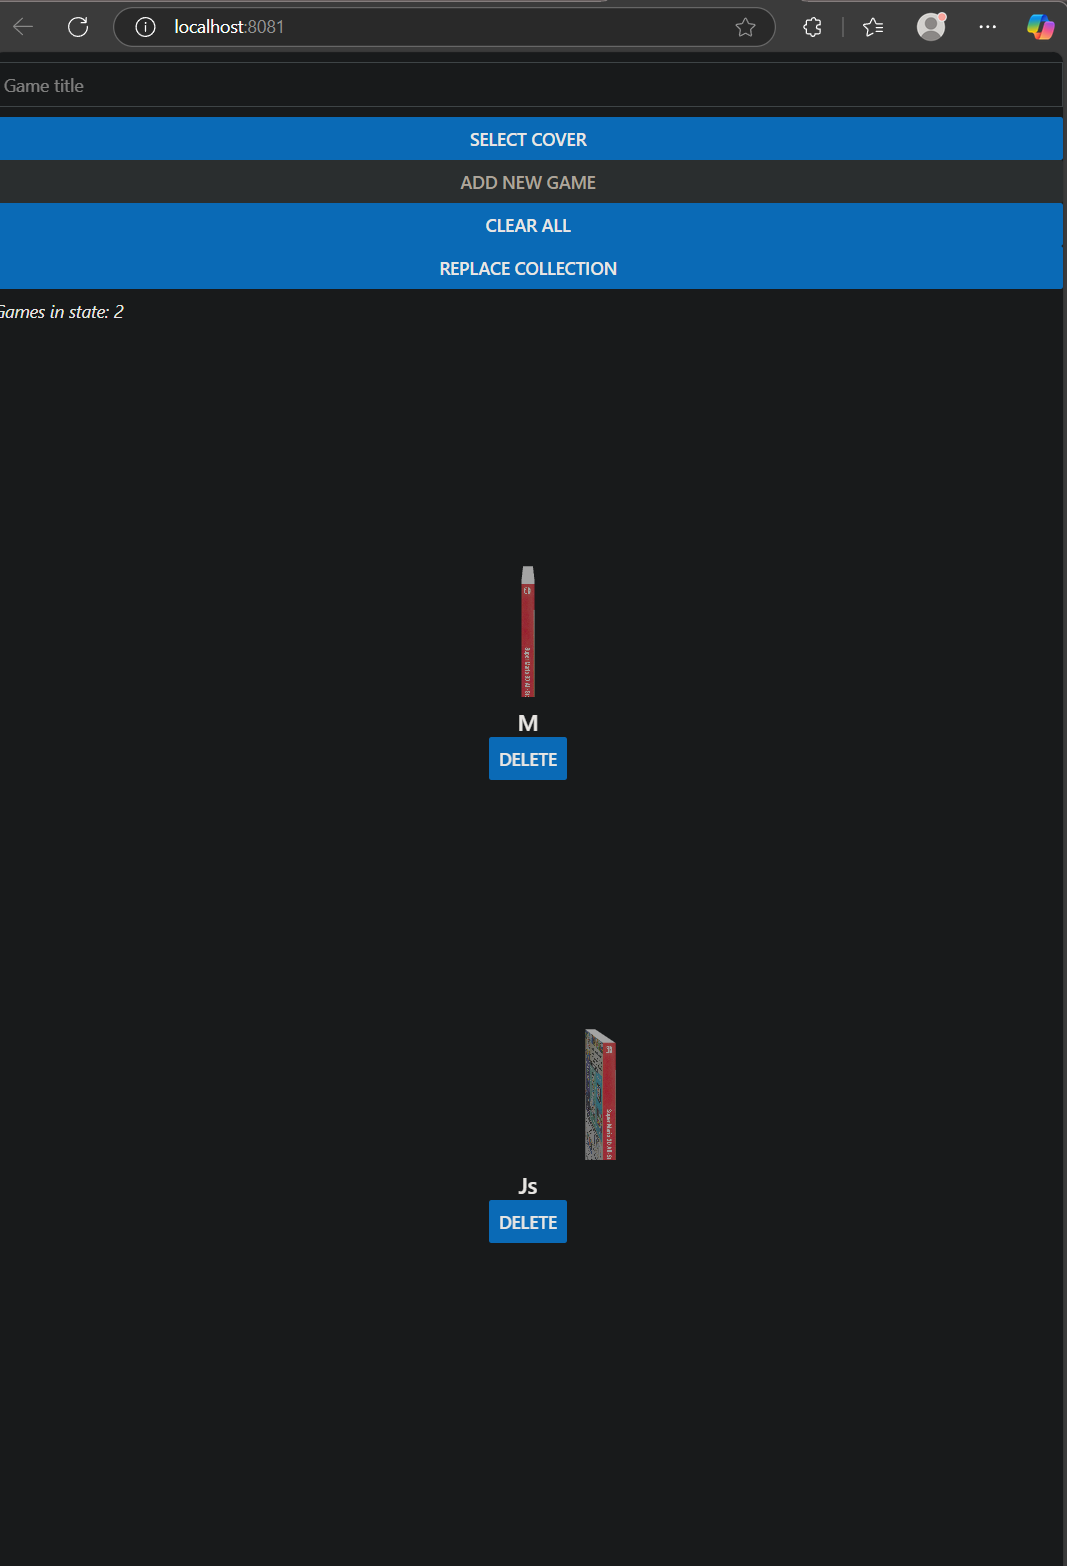 localhost:8081
Game title
SELECT COVER
ADD NEW GAME
CLEAR ALL
REPLACE COLLECTION
Games in state: 2
M
DELETE
Js
DELETE